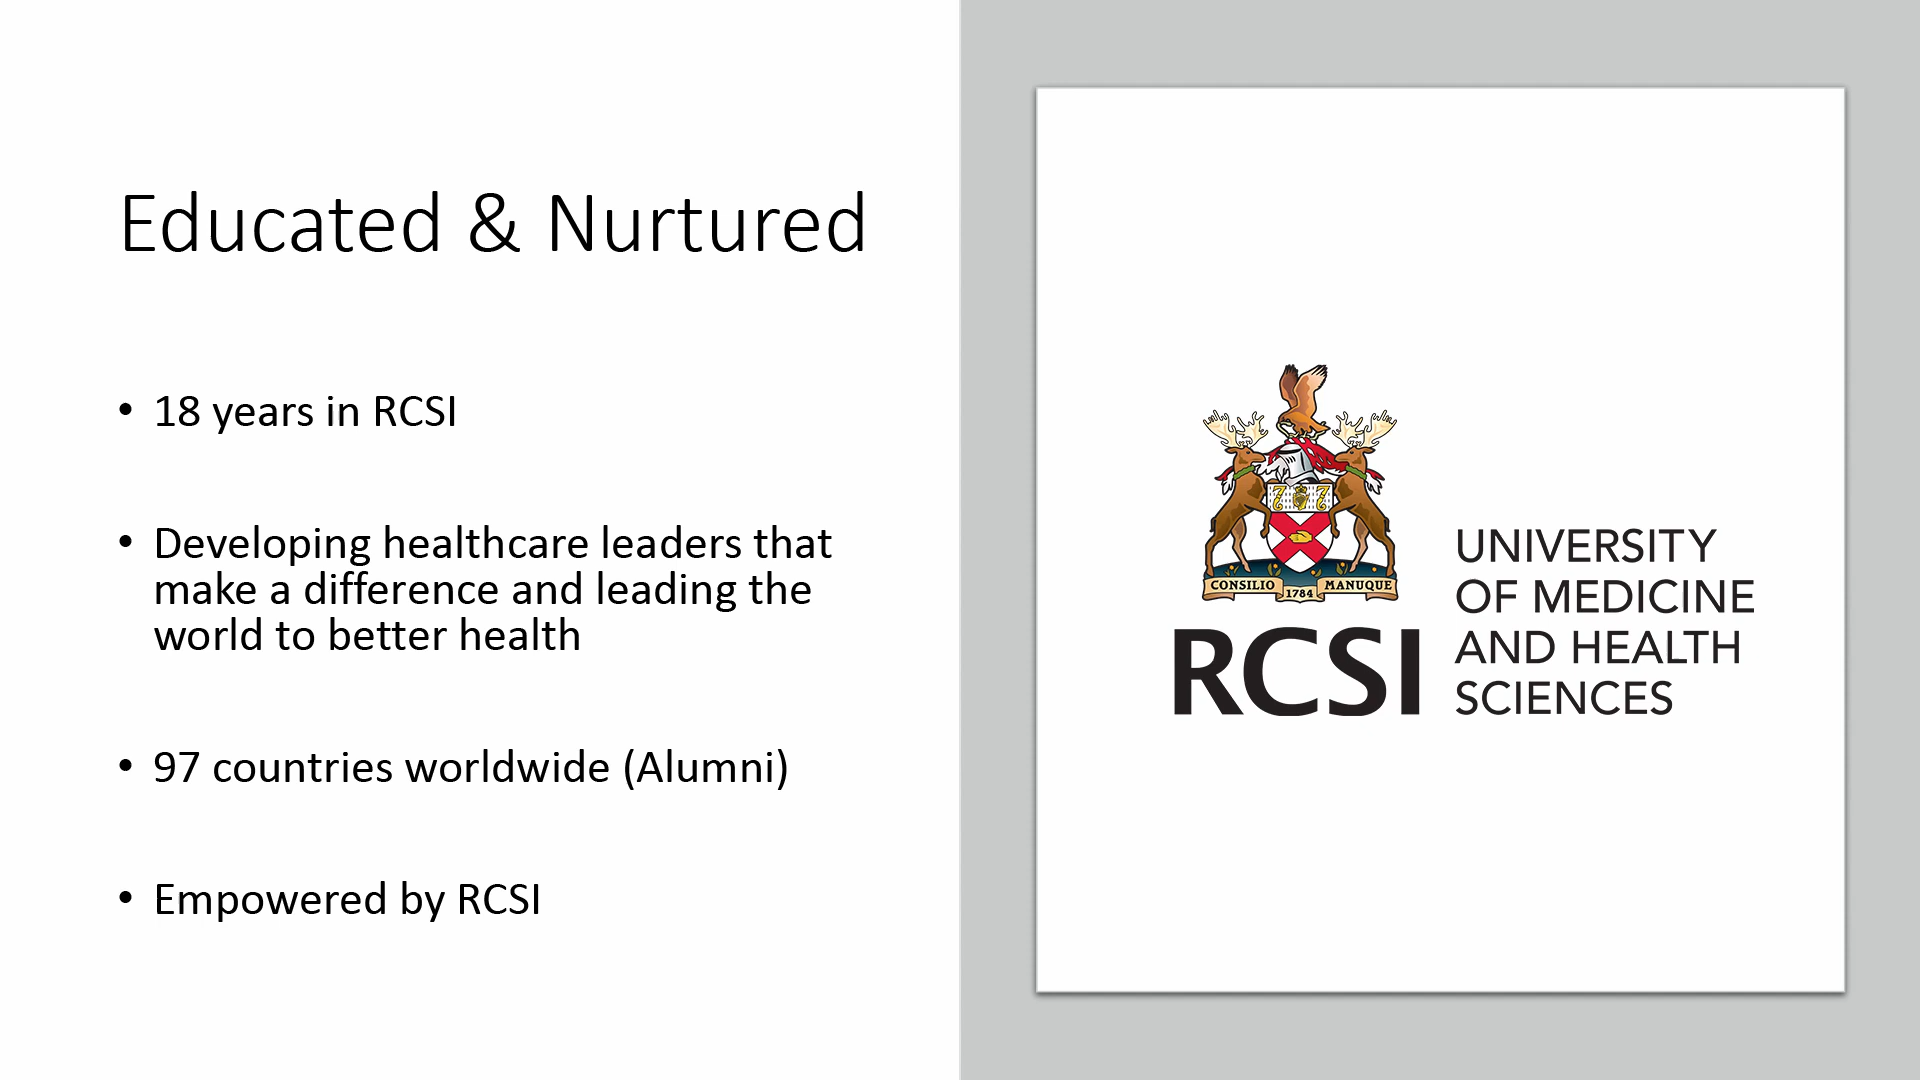 Educated & Nurtured
• 18 years in RCSI
• Developing healthcare leaders that
make a difference and leading the
world to better health
• 97 countries worldwide (Alumni)
• Empowered by RCSI
CONSILIO 1784 MANUQUE
RCSI
UNIVERSITY
OF MEDICINE
AND HEALTH
SCIENCES